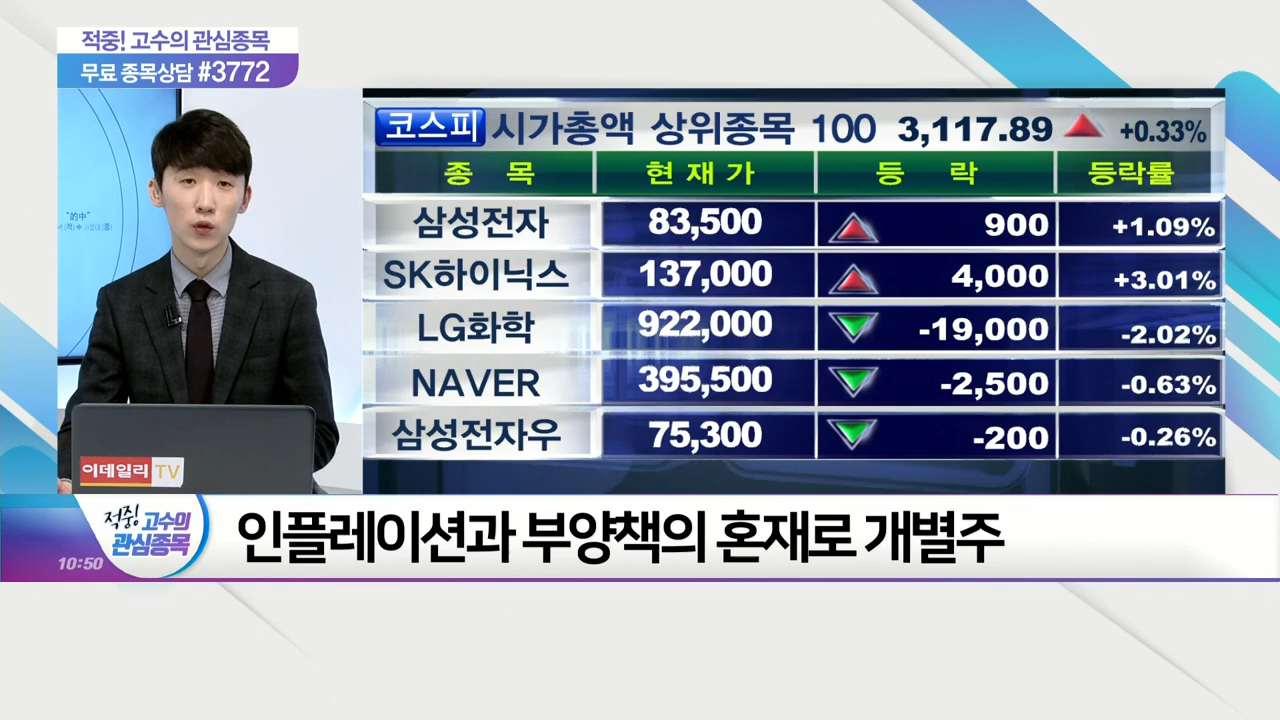 적중! 고수의 관심종목
무료 종목상담 #3772
"的中"
코스피 시가총액 상위종목 100 3,117.89 +0.33%
종 목 현 재 가 등 락 등락률
삼성전자 83,500 900 +1.09%
SK하이닉스 137,000 4,000 +3.01%
LG화학 922,000 -19,000 -2.02%
NAVER 395,500 -2,500 -0.63%
삼성전자우 75,300 -200 -0.26%
이데일리 TV
적중! 고수의
관심종목
10:50
인플레이션과 부양책의 혼재로 개별주